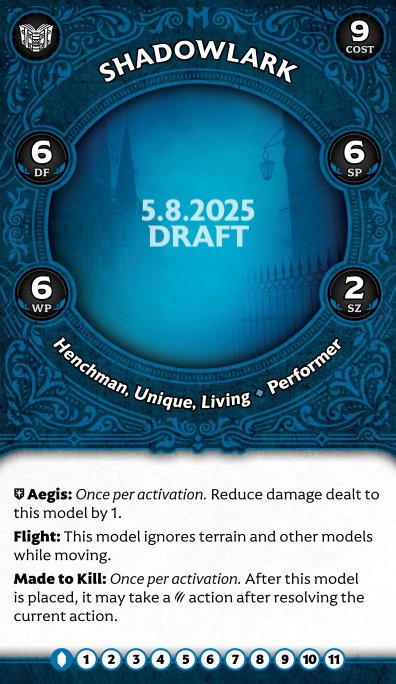 SHADOWLARK
9
COST
6
DF
6
SP
5.8.2025
DRAFT
6
WP
2
SZ
Henchman, Unique, Living ⬥ Performer
Aegis: Once per activation. Reduce damage dealt to
this model by 1.
Flight: This model ignores terrain and other models
while moving.
Made to Kill: Once per activation. After this model
is placed, it may take a action after resolving the
current action.
1 2 3 4 5 6 7 8 9 10 11